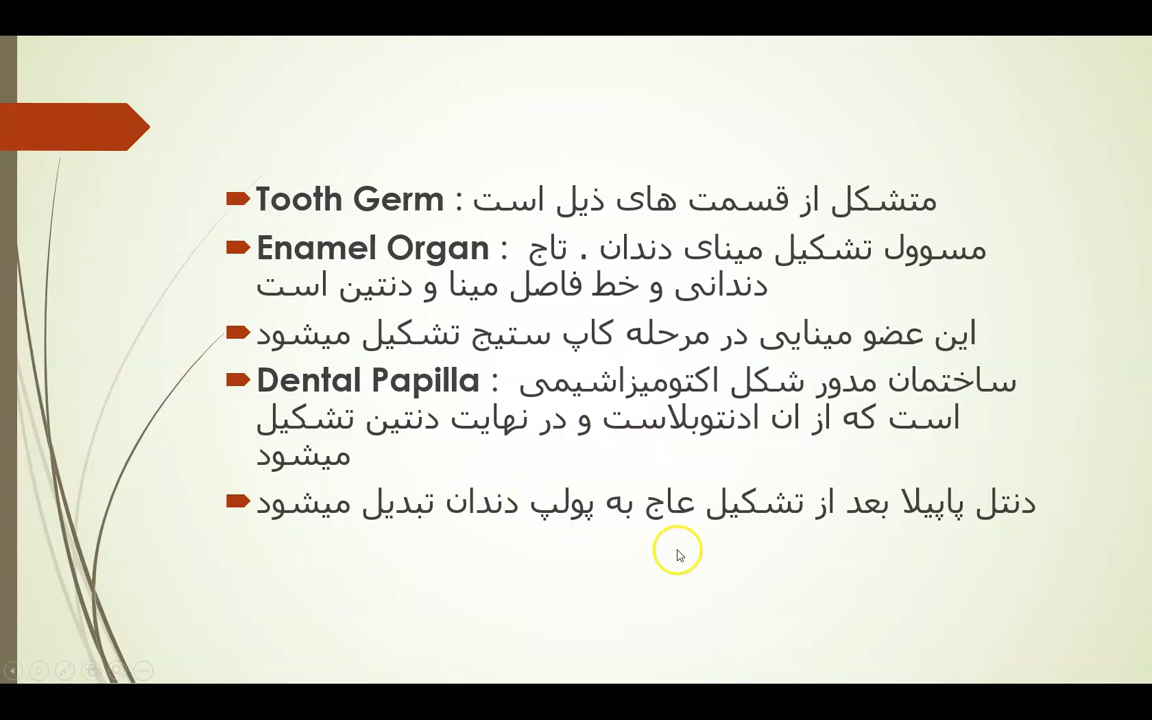 Tooth Germ : متشکل از قسمت های ذیل است
Enamel Organ : مسوول تشکیل مینای دندان . تاج
دندانی و خط فاصل مینا و دنتین است
این عضو مینایی در مرحله کاپ ستیج تشکیل میشود
Dental Papilla : ساختمان مدور شکل اکتومیزاشیمی
است که از ان ادنتوبلاست و در نهایت دنتین تشکیل
میشود
دنتل پاپیلا بعد از تشکیل عاج به پولپ دندان تبدیل میشود